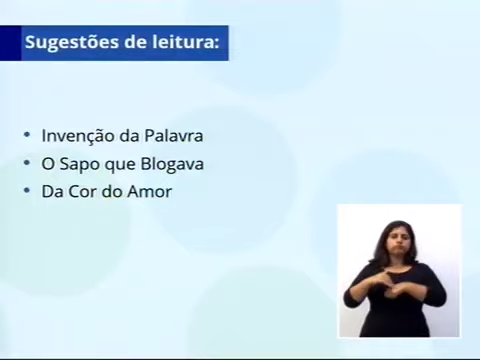 Sugestões de leitura:
• Invenção da Palavra
• O Sapo que Blogava
• Da Cor do Amor